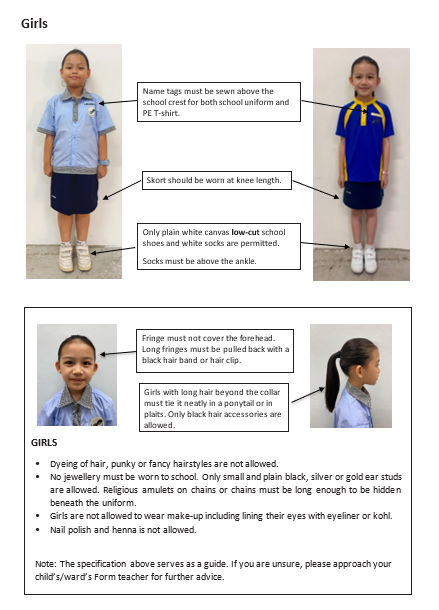 Girls
Name tags must be sewn above the
school crest for both school uniform and
PE T-shirt.
Skort should be worn at knee length.
Only plain white canvas low-cut school
shoes and white socks are permitted.
Socks must be above the ankle.
Fringe must not cover the forehead.
Long fringes must be pulled back with a
black hair band or hair clip.
Girls with long hair beyond the collar
must tie it neatly in a ponytail or in
plaits. Only black hair accessories are
allowed.
GIRLS
• Dyeing of hair, punky or fancy hairstyles are not allowed.
• No jewellery must be worn to school. Only small and plain black, silver or gold ear studs
are allowed. Religious amulets on chains or chains must be long enough to be hidden
beneath the uniform.
• Girls are not allowed to wear make-up including lining their eyes with eyeliner or kohl.
• Nail polish and henna is not allowed.
Note: The specification above serves as a guide. If you are unsure, please approach your
child's/ward's Form teacher for further advice.